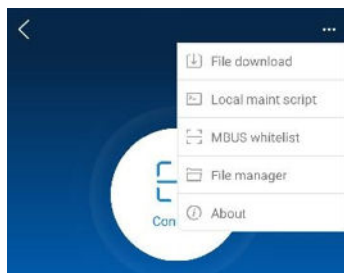 File download
Local maint script
MBUS whitelist
File manager
About
Con